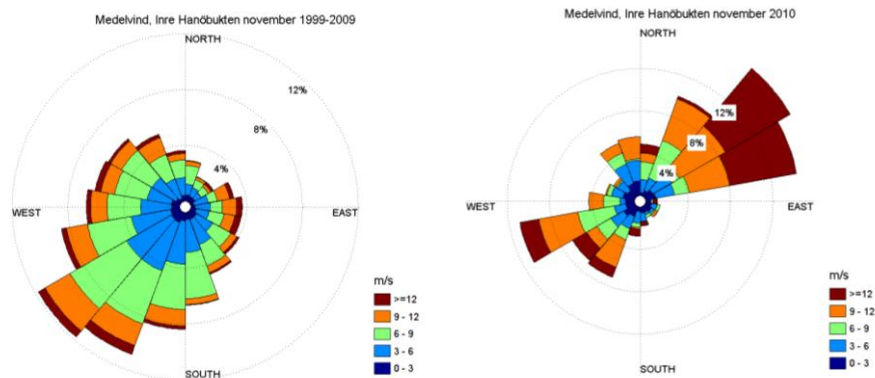 Medelvind, Inre Hanöbukten november 1999-2009
NORTH
12%
8%
4%
WEST
EAST
SOUTH
m/s
>=12
9 - 12
6 - 9
3 - 6
0 - 3
Medelvind, Inre Hanöbukten november 2010
NORTH
12%
8%
4%
WEST
EAST
SOUTH
m/s
>=12
9 - 12
6 - 9
3 - 6
0 - 3